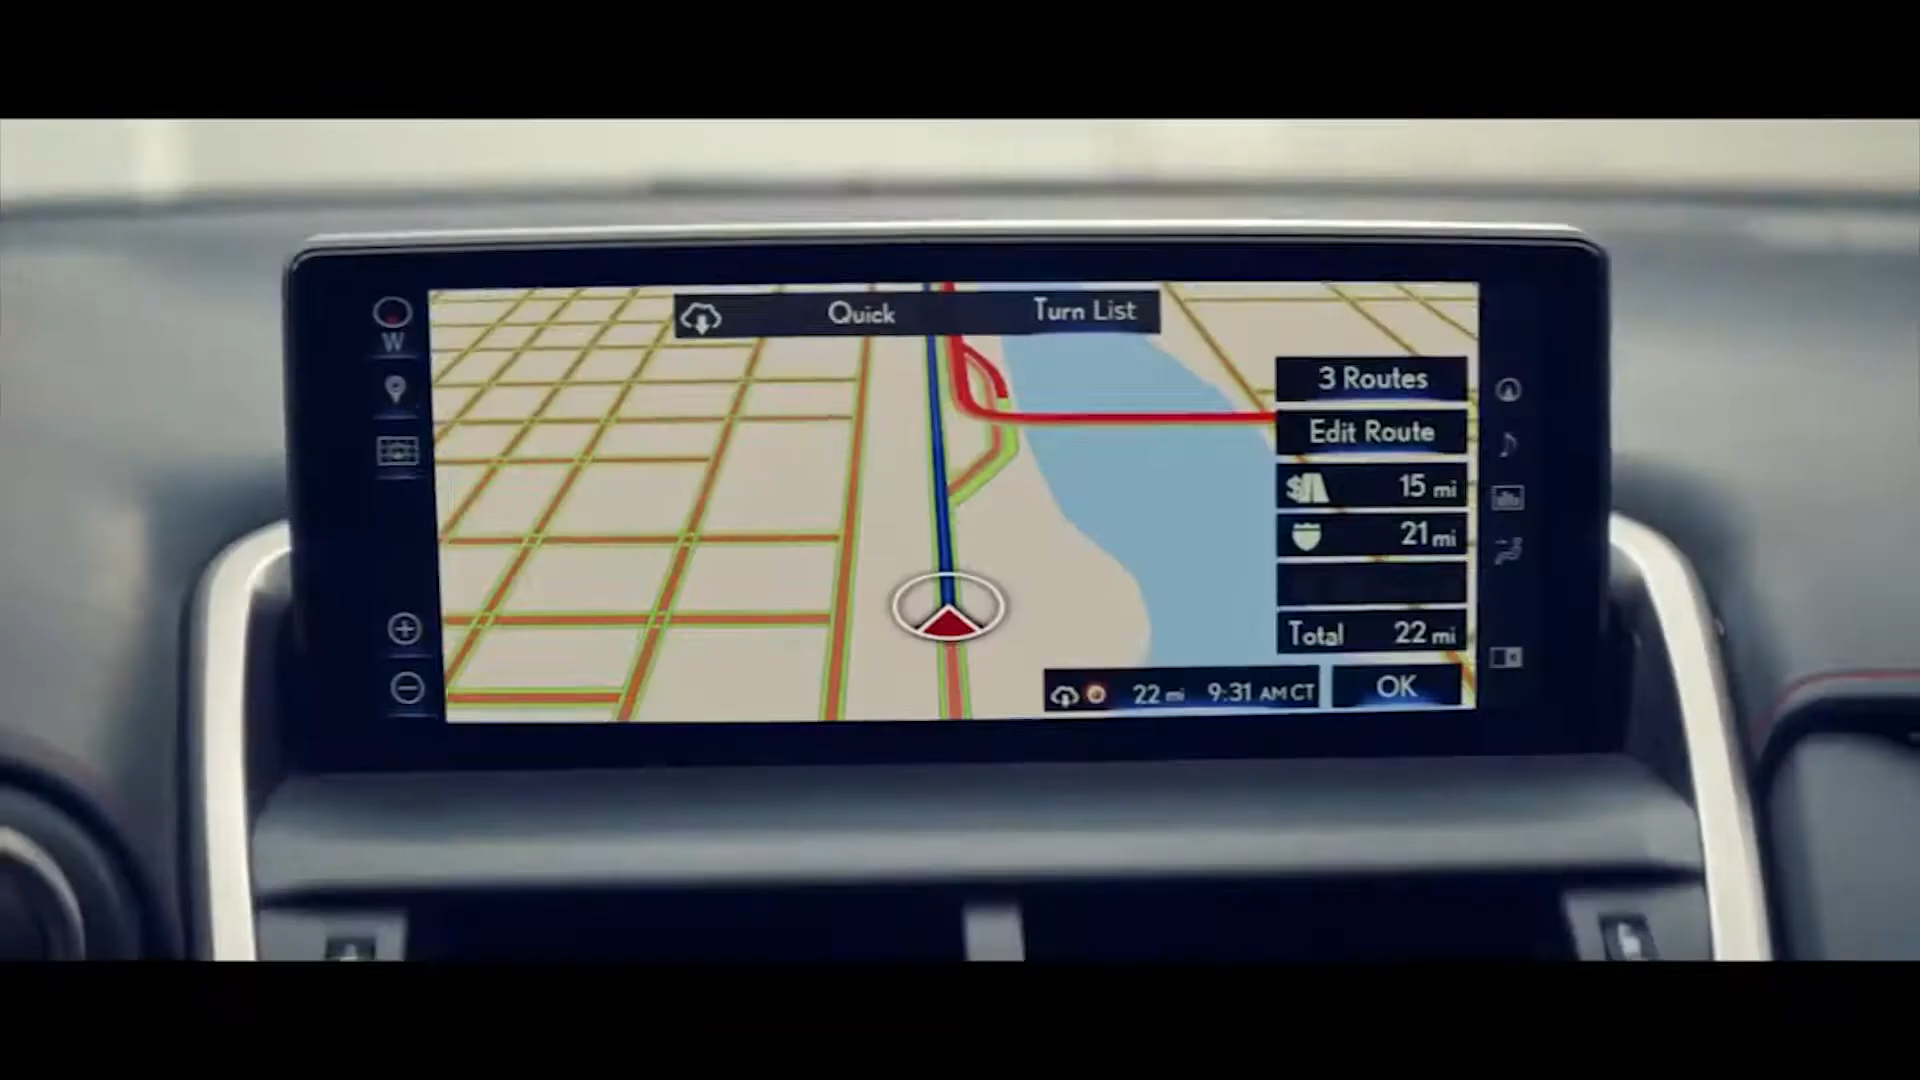 W
Quick
Turn List
3 Routes
Edit Route
$ 15 mi
21 mi
Total 22 mi
22 mi 9:31 AM CT
OK